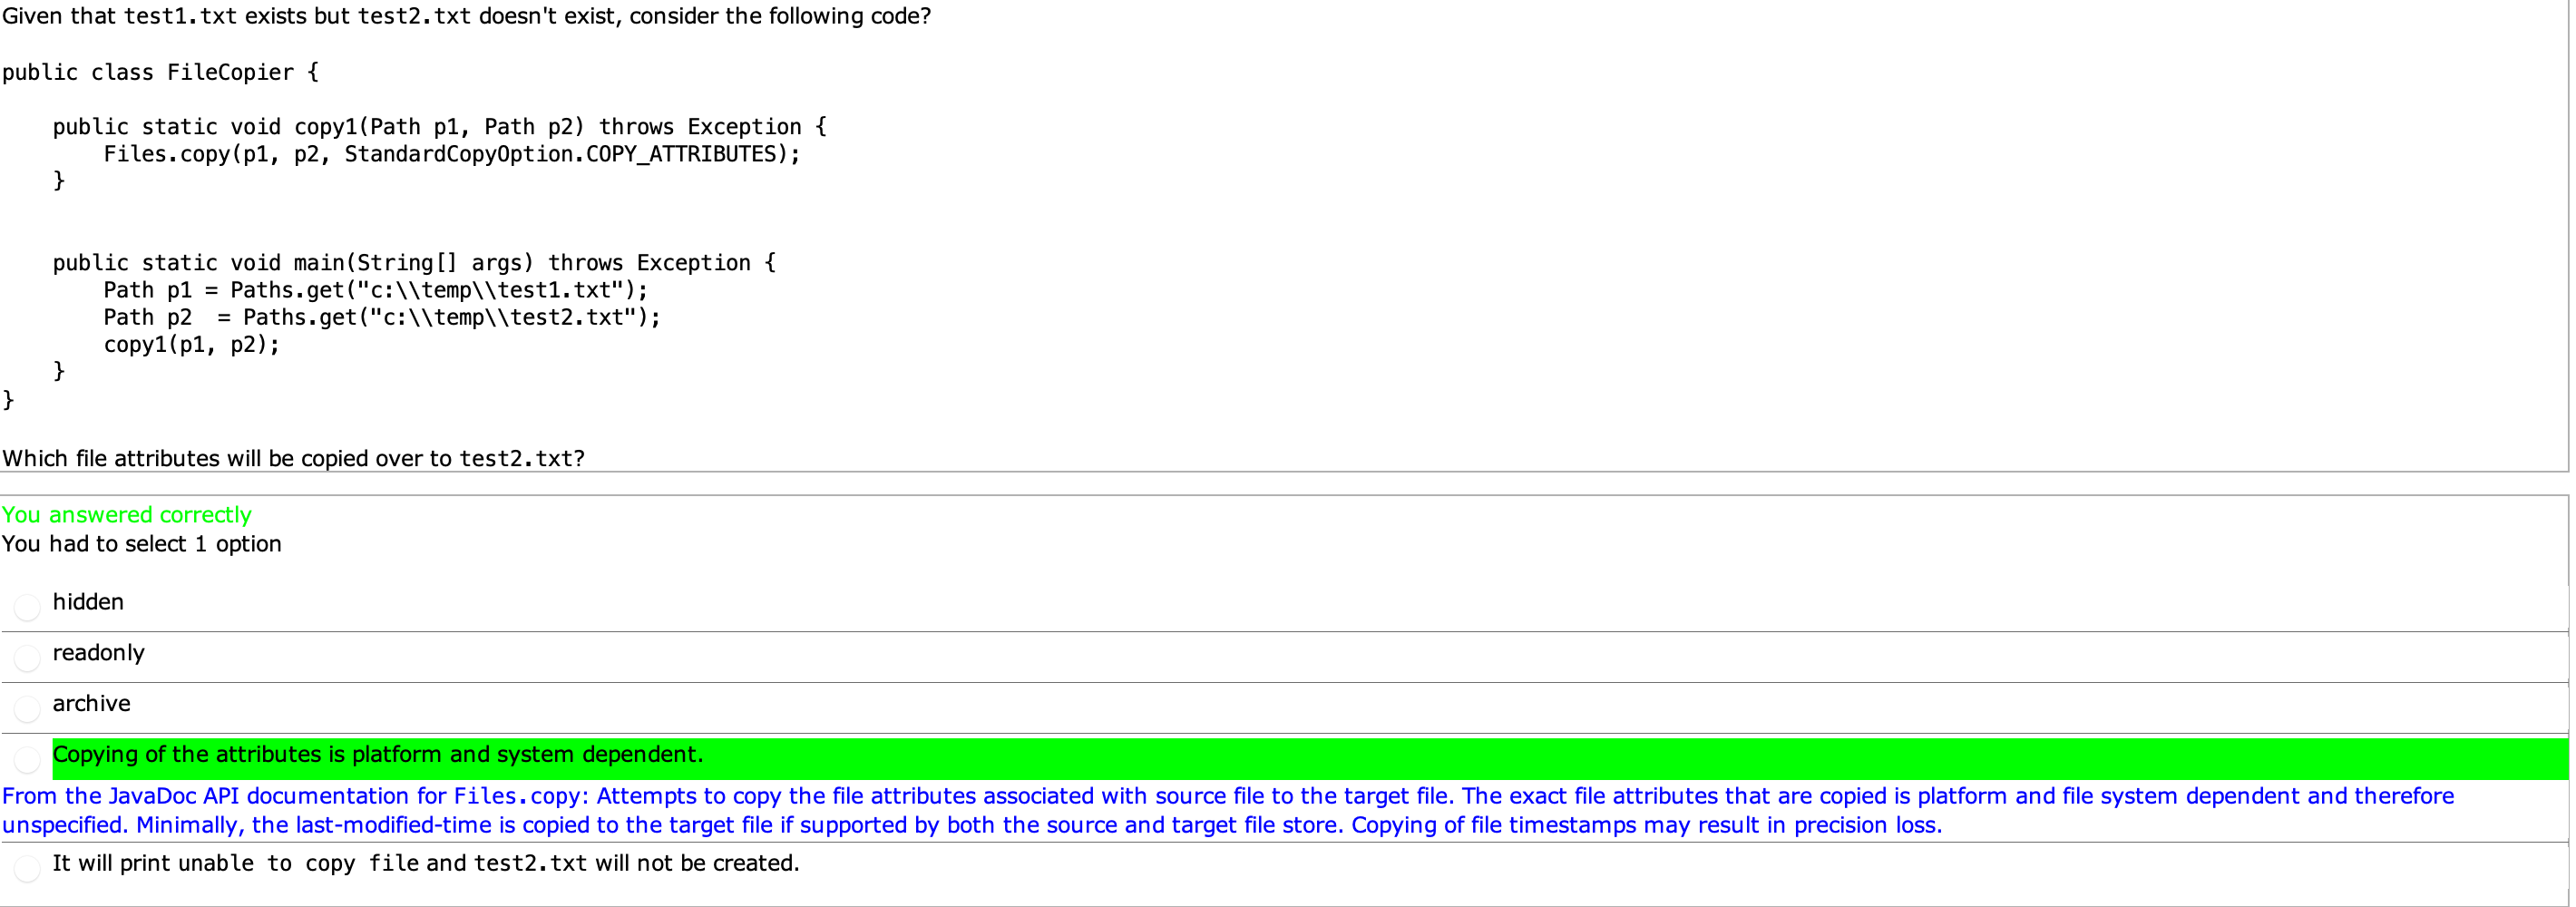 Given that test1.txt exists but test2.txt doesn't exist, consider the following code?
public class FileCopier {
public static void copy1(Path p1, Path p2) throws Exception {
Files.copy(p1, p2, StandardCopyOption.COPY_ATTRIBUTES);
}
public static void main(String[] args) throws Exception {
Path p1 = Paths.get("c:\\temp\\test1.txt");
Path p2  = Paths.get("c:\\temp\\test2.txt");
copy1(p1, p2);
}
}
Which file attributes will be copied over to test2.txt?
You answered correctly
You had to select 1 option
hidden
readonly
archive
Copying of the attributes is platform and system dependent.
From the JavaDoc API documentation for Files.copy: Attempts to copy the file attributes associated with source file to the target file. The exact file attributes that are copied is platform and file system dependent and therefore
unspecified. Minimally, the last-modified-time is copied to the target file if supported by both the source and target file store. Copying of file timestamps may result in precision loss.
It will print unable to copy file and test2.txt will not be created.